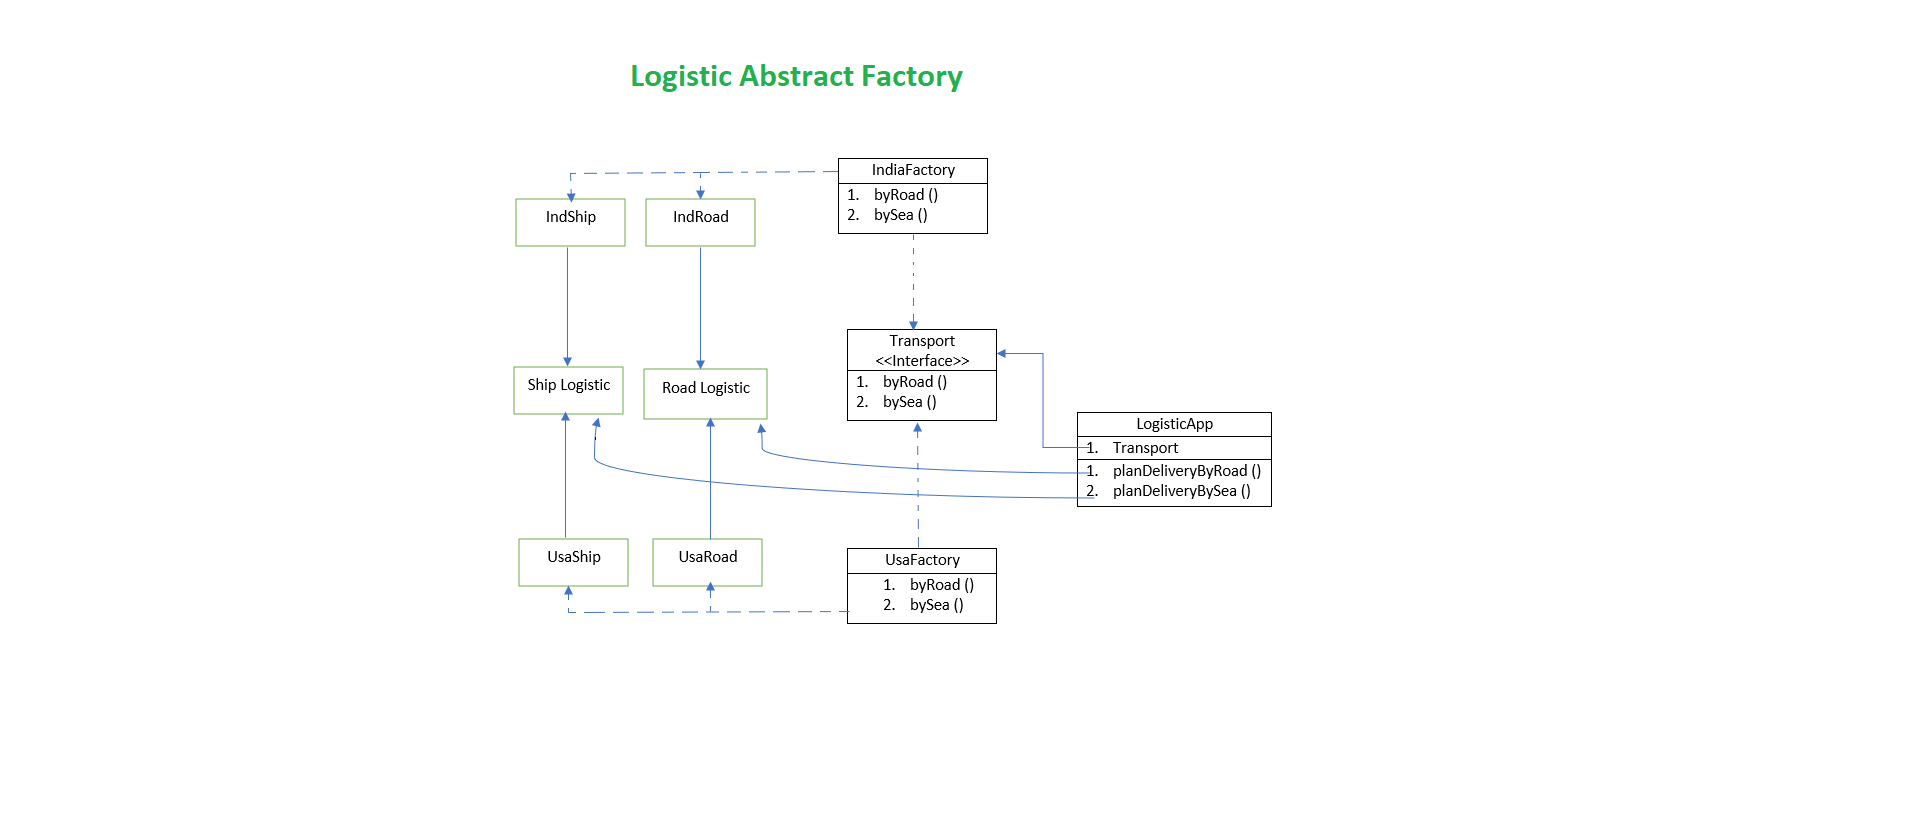 Logistic Abstract Factory
IndiaFactory
1. byRoad ()
2. bySea ()
IndShip
IndRoad
Transport
<<Interface>>
1. byRoad ()
2. bySea ()
Ship Logistic
Road Logistic
LogisticApp
1. Transport
1. planDeliveryByRoad ()
2. planDeliveryBySea ()
UsaShip
UsaRoad
UsaFactory
1. byRoad ()
2. bySea ()